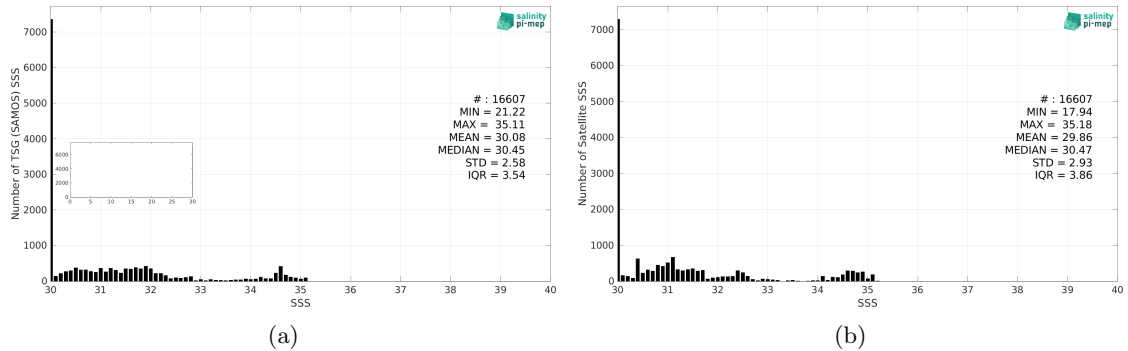 7000
6000
5000
4000
3000
2000
1000
0
Number of TSG (SAMOS) SSS
salinity
pi-mep
# : 16607
MIN = 21.22
MAX = 35.11
MEAN = 30.08
MEDIAN = 30.45
STD = 2.58
IQR = 3.54
6000
4000
2000
0
0 5 10 15 20 25 30
30 31 32 33 34 35 36 37 38 39 40
SSS
(a)
7000
6000
5000
4000
3000
2000
1000
0
Number of Satellite SSS
salinity
pi-mep
# : 16607
MIN = 17.94
MAX = 35.18
MEAN = 29.86
MEDIAN = 30.47
STD = 2.93
IQR = 3.86
30 31 32 33 34 35 36 37 38 39 40
SSS
(b)